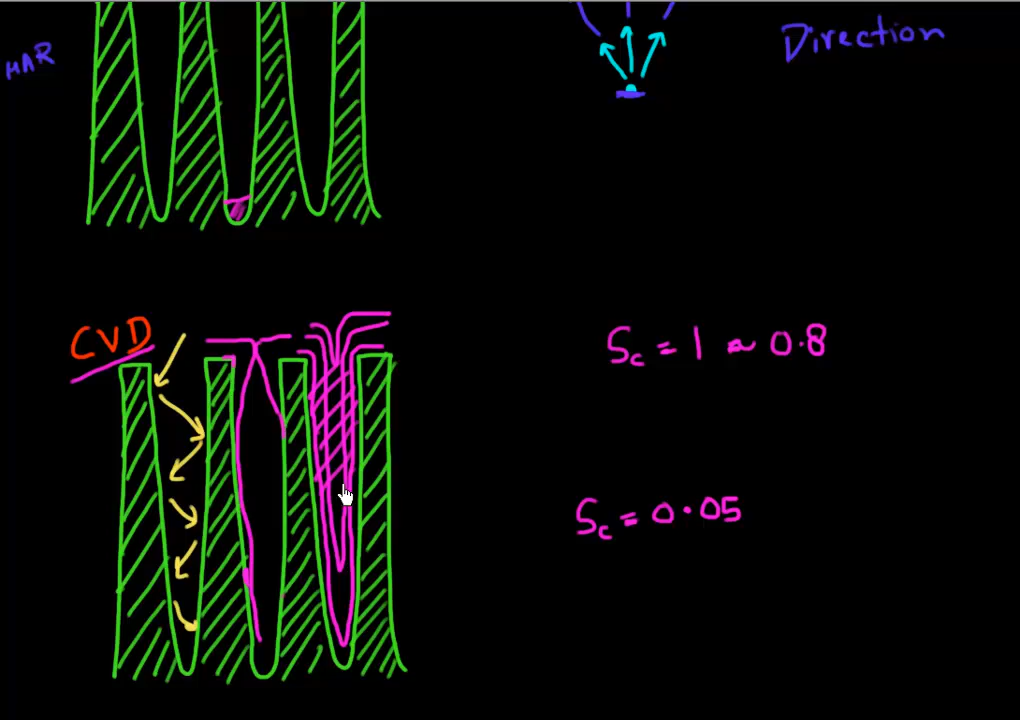 HAR
Direction
CVD
Sc = 1 ~ 0.8
Sc = 0.05